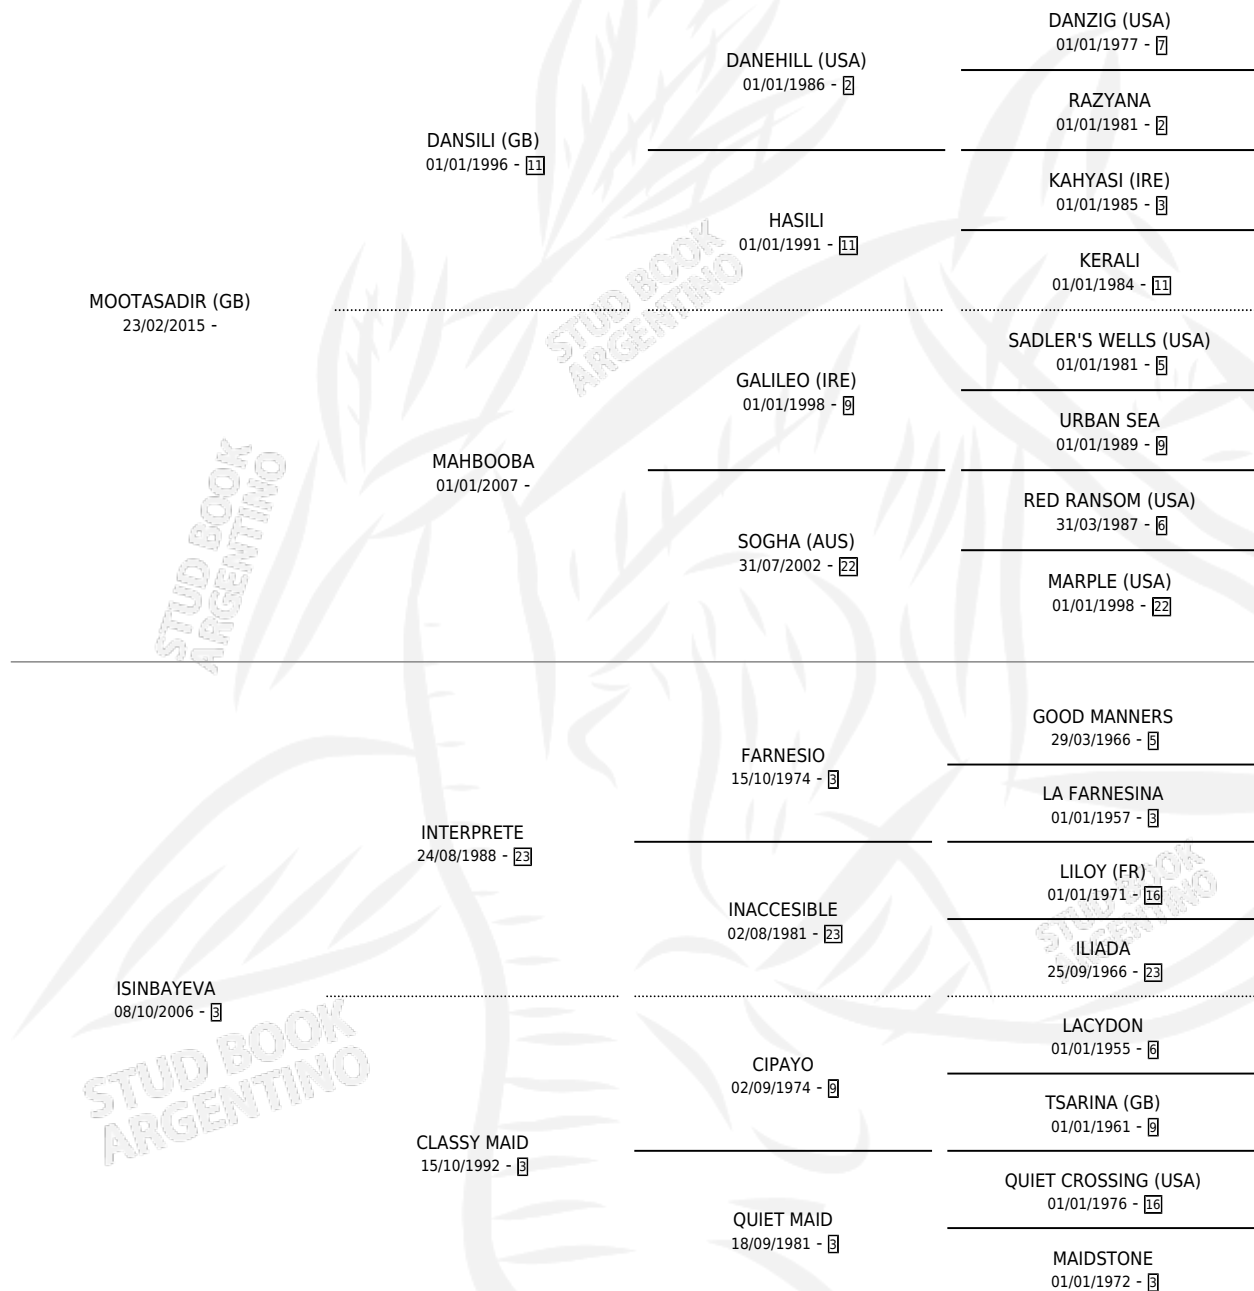 DANZIG (USA)
01/01/1977 - 7
DANEHILL (USA)
01/01/1986 - 2
RAZYANA
01/01/1981 - 2
DANSILI (GB)
01/01/1996 - 11
KAHYASI (IRE)
01/01/1985 - 3
HASILI
01/01/1991 - 11
KERALI
01/01/1984 - 11
MOOTASADIR (GB)
23/02/2015 -
SADLER'S WELLS (USA)
01/01/1981 - 5
GALILEO (IRE)
01/01/1998 - 9
URBAN SEA
01/01/1989 - 9
MAHBOOBA
01/01/2007 -
RED RANSOM (USA)
31/03/1987 - 6
SOGHA (AUS)
31/07/2002 - 22
MARPLE (USA)
01/01/1998 - 22
GOOD MANNERS
29/03/1966 - 5
FARNESIO
15/10/1974 - 3
LA FARNESINA
01/01/1957 - 3
INTERPRETE
24/08/1988 - 23
LILOY (FR)
01/01/1971 - 16
INACCESIBLE
02/08/1981 - 23
ILIADA
25/09/1966 - 23
ISINBAYEVA
08/10/2006 - 3
LACYDON
01/01/1955 - 6
CIPAYO
02/09/1974 - 9
TSARINA (GB)
01/01/1961 - 9
CLASSY MAID
15/10/1992 - 3
QUIET CROSSING (USA)
01/01/1976 - 16
QUIET MAID
18/09/1981 - 3
MAIDSTONE
01/01/1972 - 3
STUD BOOK
ARGENTINO
STUD BOOK
ARGENTINO
STUD BOOK
ARGENTINO
STUD BOOK
ARGENTINO